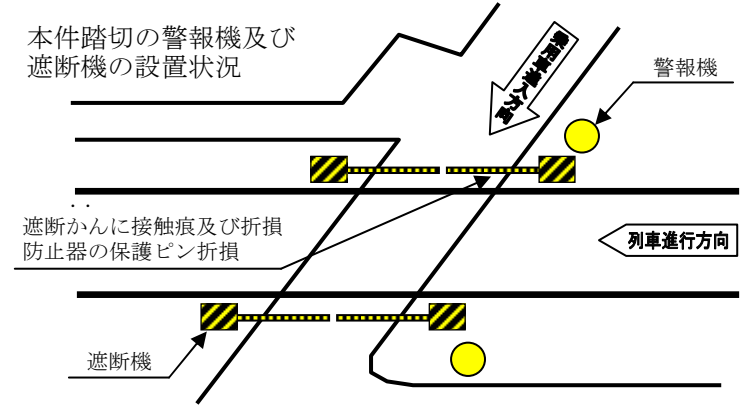 本件踏切の警報機及び
遮断機の設置状況
乗用車進入方向
警報機
遮断かんに接触痕及び折損
防止器の保護ピン折損
列車進行方向
遮断機